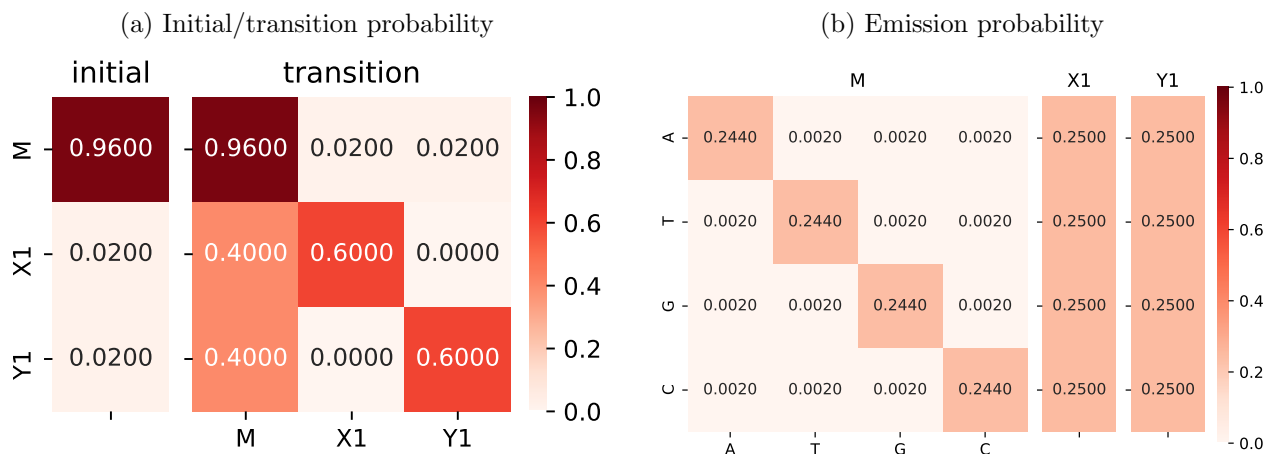 (a) Initial/transition probability
initial transition
M 0.9600 0.9600 0.0200 0.0200
X1 0.0200 0.4000 0.6000 0.0000
Y1 0.0200 0.4000 0.0000 0.6000
M X1 Y1
1.0
0.8
0.6
0.4
0.2
0.0
(b) Emission probability
M X1 Y1
A 0.2440 0.0020 0.0020 0.0020 0.2500 0.2500
T 0.0020 0.2440 0.0020 0.0020 0.2500 0.2500
G 0.0020 0.0020 0.2440 0.0020 0.2500 0.2500
C 0.0020 0.0020 0.0020 0.2440 0.2500 0.2500
A T G C
1.0
0.8
0.6
0.4
0.2
0.0